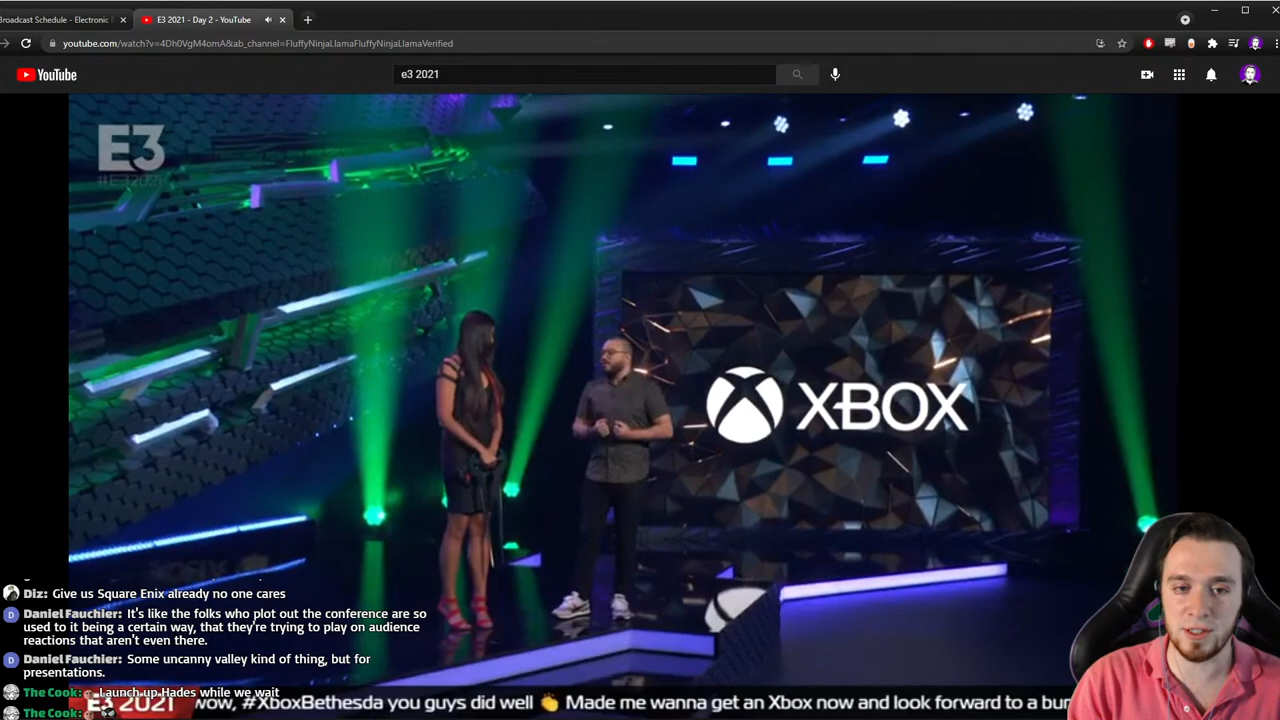 Broadcast Schedule - Electronic
E3 2021 - Day 2 - YouTube
youtube.com/watch?v=4Dh0VgM4omA&ab_channel=FluffyNinjaLlamaFluffyNinjaLlamaVerified
YouTube
e3 2021
E3
#E32021
XBOX
Diz: Give us Square Enix already no one cares
Daniel Fauchier: It's like the folks who plot out the conference are so
used to it being a certain way, that they're trying to play on audience
reactions that aren't even there.
Daniel Fauchier: Some uncanny valley kind of thing, but for
presentations.
The Cook: Launch up Hades while we wait
The Cook:
E3 2021
wow, #XboxBethesda you guys did well 👏 Made me wanna get an Xbox now and look forward to a